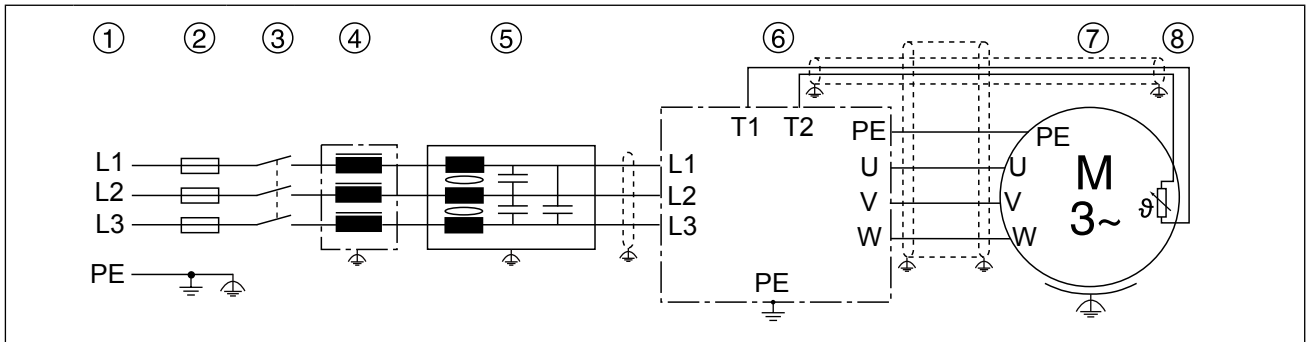 ① ② ③ ④ ⑤ ⑥ ⑦ ⑧
T1 T2
PE PE
L1 L1 U U M
L2 L2 V V 3~ ϑ
L3 L3 W W
PE PE